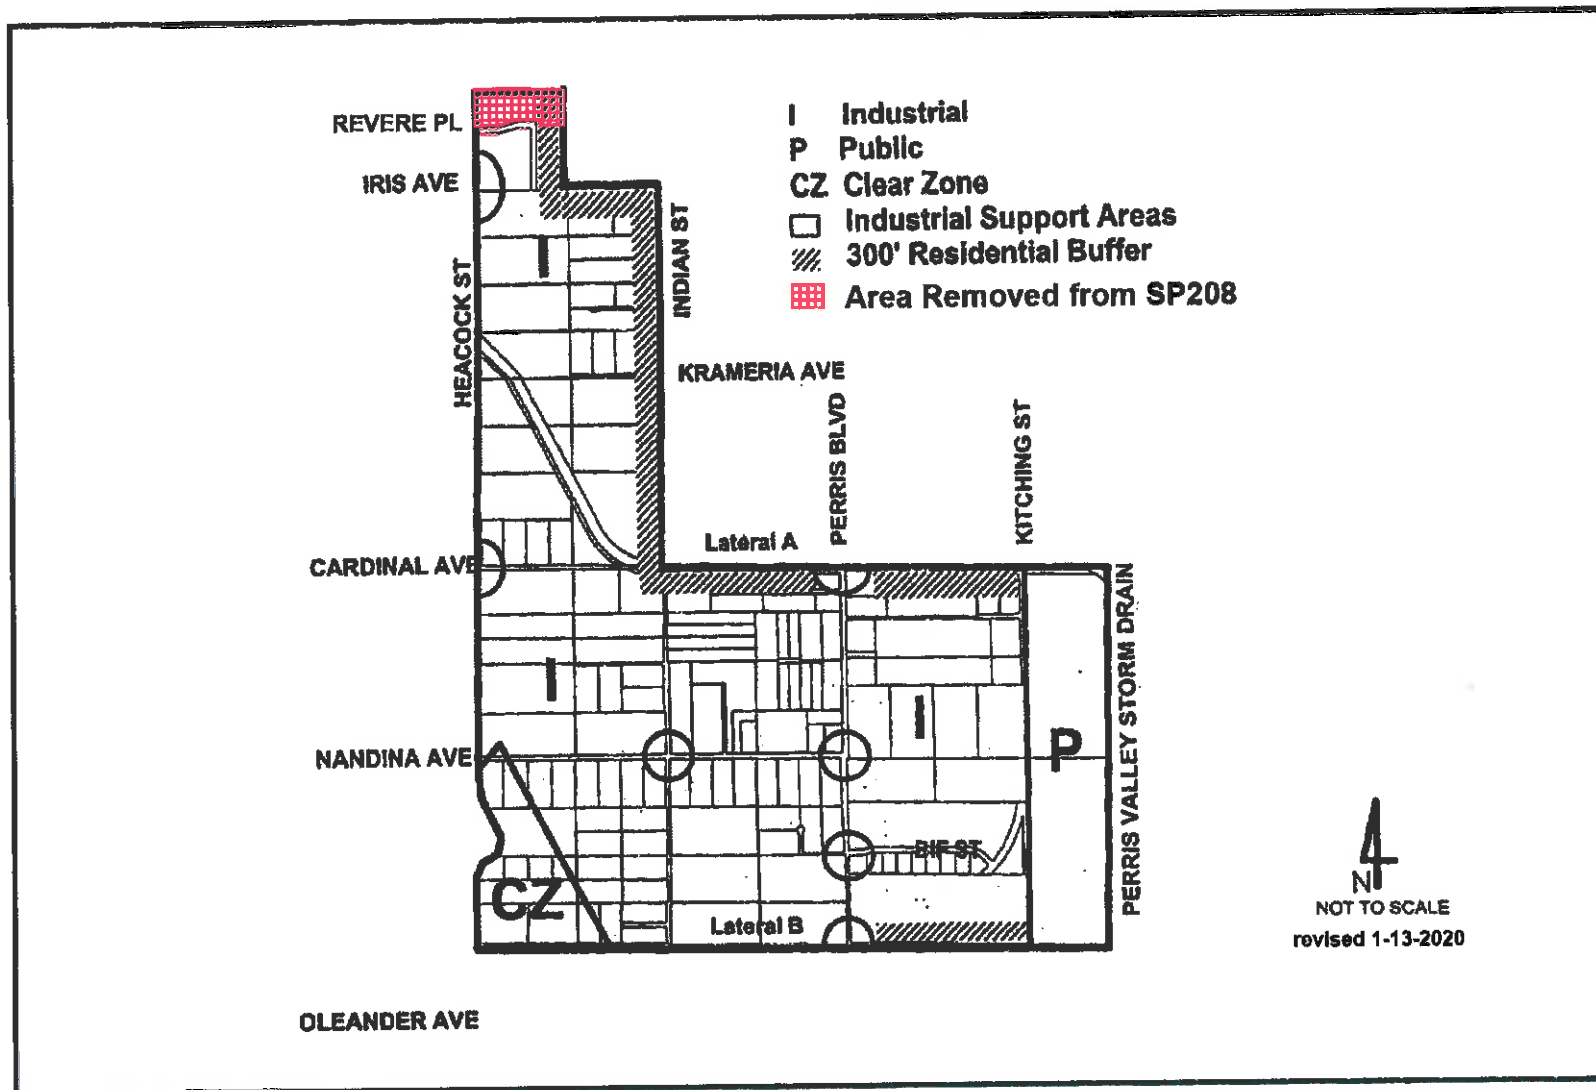 REVERE PL
IRIS AVE
HEACOCK ST
CARDINAL AVE
NANDINA AVE
OLEANDER AVE
I Industrial
P Public
CZ Clear Zone
Industrial Support Areas
300' Residential Buffer
Area Removed from SP208
INDIAN ST
KRAMERIA AVE
PERRIS BLVD
KITCHING ST
Lateral A
PERRIS VALLEY STORM DRAIN
I
I
I
P
CZ
Lateral B
N
NOT TO SCALE
revised 1-13-2020